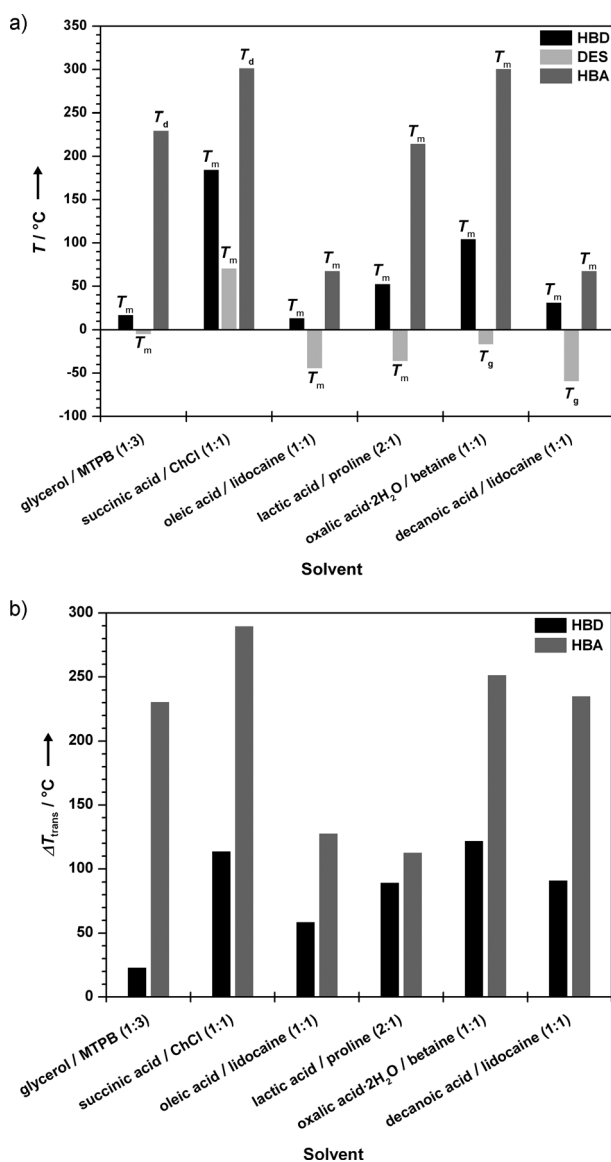 a)
350
300
250
200
150
100
50
0
-50
-100
T / °C
HBD
DES
HBA
Tm
Tm
Td
Tm
Tm
Td
Tm
Tm
Tm
Tm
Tm
Tm
Tm
Tg
Tm
Tm
Tg
Tm
glycerol / MTPB (1:3)
succinic acid / ChCl (1:1)
oleic acid / lidocaine (1:1)
lactic acid / proline (2:1)
oxalic acid·2H₂O / betaine (1:1)
decanoic acid / lidocaine (1:1)
Solvent
b)
300
250
200
150
100
50
0
ΔTtrans / °C
HBD
HBA
glycerol / MTPB (1:3)
succinic acid / ChCl (1:1)
oleic acid / lidocaine (1:1)
lactic acid / proline (2:1)
oxalic acid·2H₂O / betaine (1:1)
decanoic acid / lidocaine (1:1)
Solvent